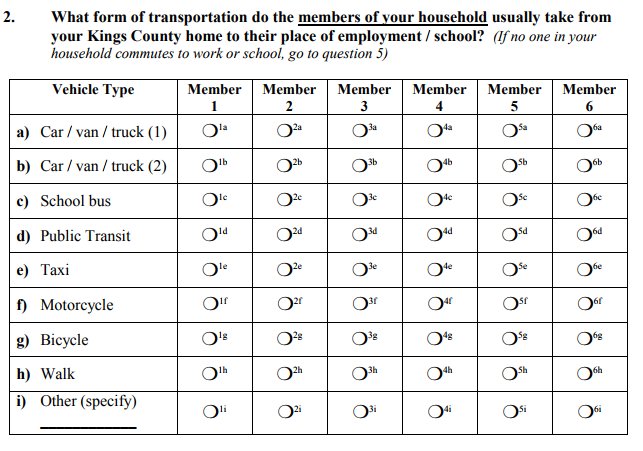 2. What form of transportation do the members of your household usually take from
your Kings County home to their place of employment / school? (If no one in your
household commutes to work or school, go to question 5)
Vehicle Type Member 1 Member 2 Member 3 Member 4 Member 5 Member 6
a) Car / van / truck (1) 1a 2a 3a 4a 5a 6a
b) Car / van / truck (2) 1b 2b 3b 4b 5b 6b
c) School bus 1c 2c 3c 4c 5c 6c
d) Public Transit 1d 2d 3d 4d 5d 6d
e) Taxi 1e 2e 3e 4e 5e 6e
f) Motorcycle 1f 2f 3f 4f 5f 6f
g) Bicycle 1g 2g 3g 4g 5g 6g
h) Walk 1h 2h 3h 4h 5h 6h
i) Other (specify) 1i 2i 3i 4i 5i 6i